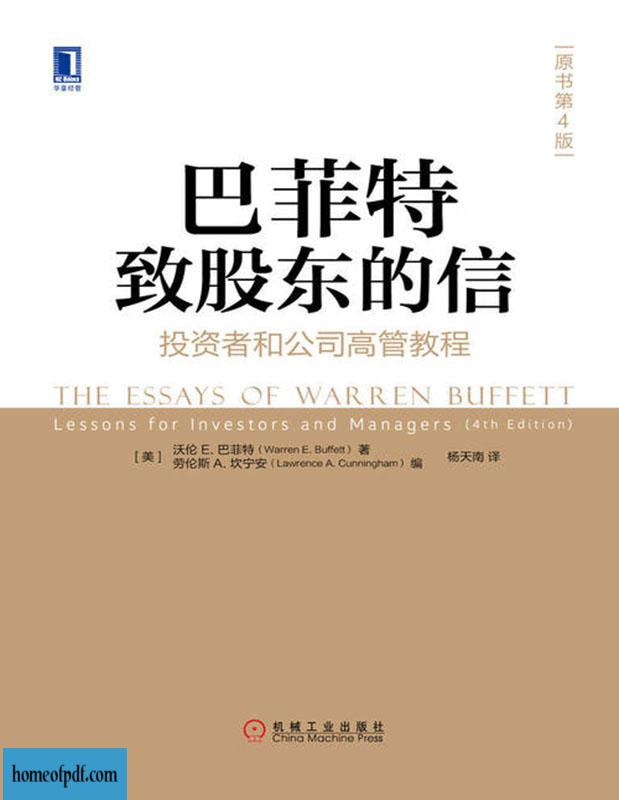 HZ Books
华章经管
原书第4版
巴菲特
致股东的信
投资者和公司高管教程
THE ESSAYS OF WARREN BUFFETT
Lessons for Investors and Managers (4th Edition)
[美] 沃伦 E. 巴菲特 (Warren E. Buffett) 著
劳伦斯 A. 坎宁安 (Lawrence A. Cunningham) 编
杨天南 译
机械工业出版社
China Machine Press
homeofpdf.com